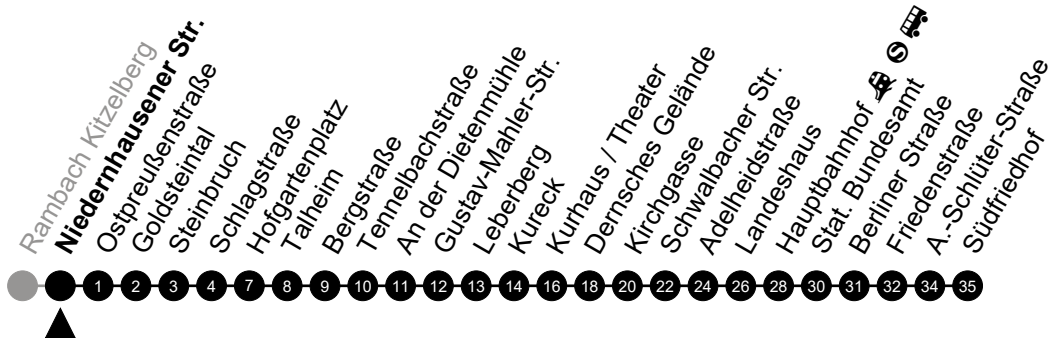 Rambach Kitzelberg
Niedernhausener Str.
Ostpreußenstraße
Goldsteintal
Steinbruch
Schlagstraße
Hofgartenplatz
Talheim
Bergstraße
Tennelbachstraße
An der Dietenmühle
Gustav-Mahler-Str.
Leberberg
Kureck
Kurhaus / Theater
Dernsches Gelände
Kirchgasse
Schwalbacher Str.
Adelheidstraße
Landeshaus
Hauptbahnhof S
Stat. Bundesamt
Berliner Straße
Friedenstraße
A.-Schlüter-Straße
Südfriedhof
1 2 3 4 7 8 9 10 11 12 13 14 16 18 20 22 24 26 28 30 31 32 34 35